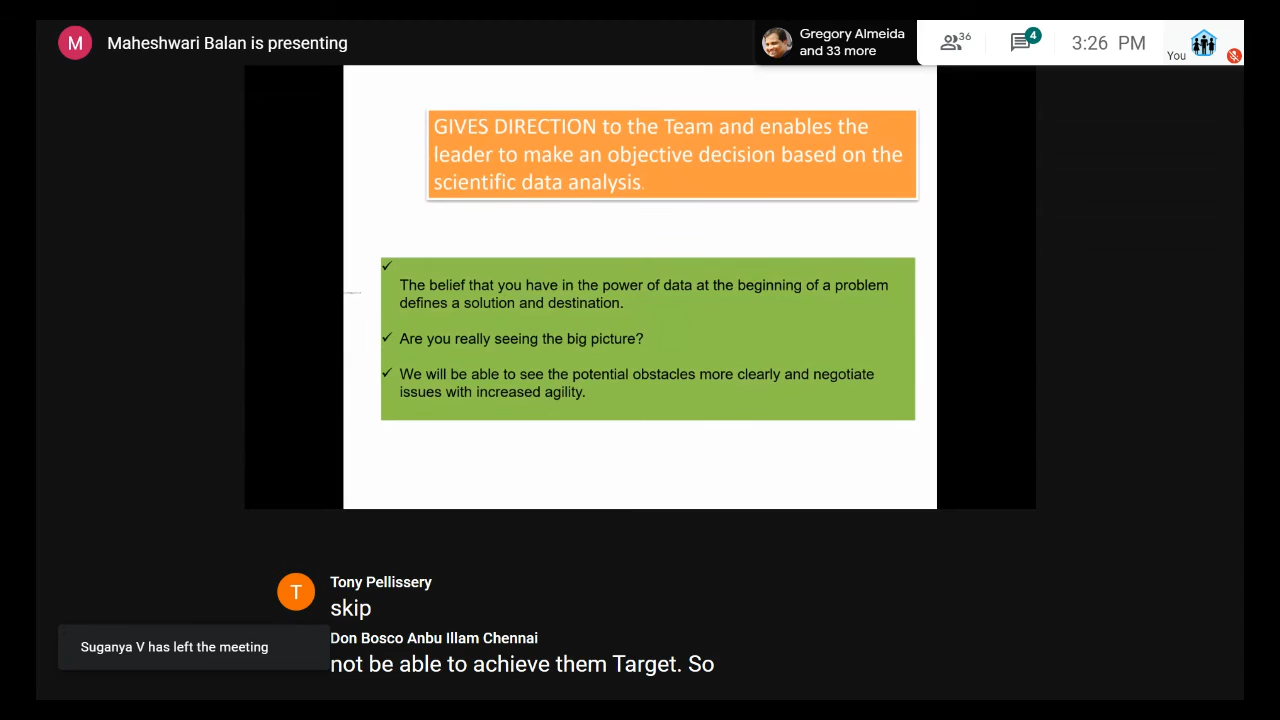 M
Maheshwari Balan is presenting
Gregory Almeida
and 33 more
36
4
3:26 PM
You
GIVES DIRECTION to the Team and enables the
leader to make an objective decision based on the
scientific data analysis.
✓
The belief that you have in the power of data at the beginning of a problem
defines a solution and destination.
✓ Are you really seeing the big picture?
✓ We will be able to see the potential obstacles more clearly and negotiate
issues with increased agility.
T
Tony Pellissery
skip
Don Bosco Anbu Illam Chennai
Suganya V has left the meeting
not be able to achieve them Target. So